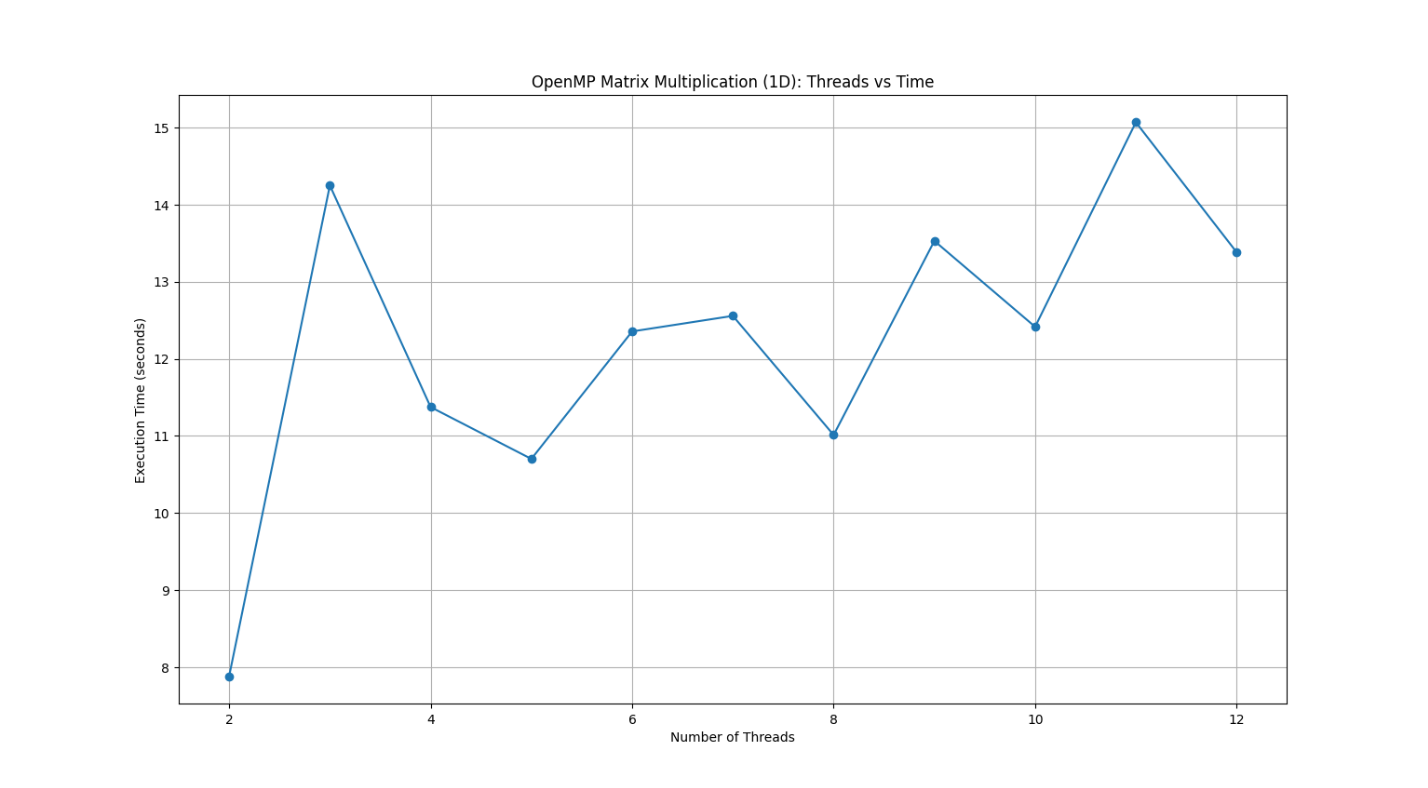 OpenMP Matrix Multiplication (1D): Threads vs Time
Execution Time (seconds)
15
14
13
12
11
10
9
8
2 4 6 8 10 12
Number of Threads